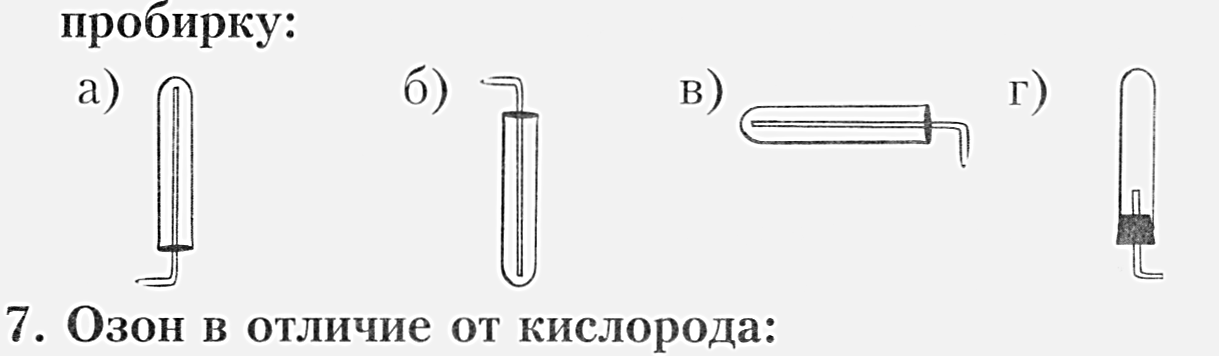 пробирку:
а) б) в) г)
7. Озон в отличие от кислорода: